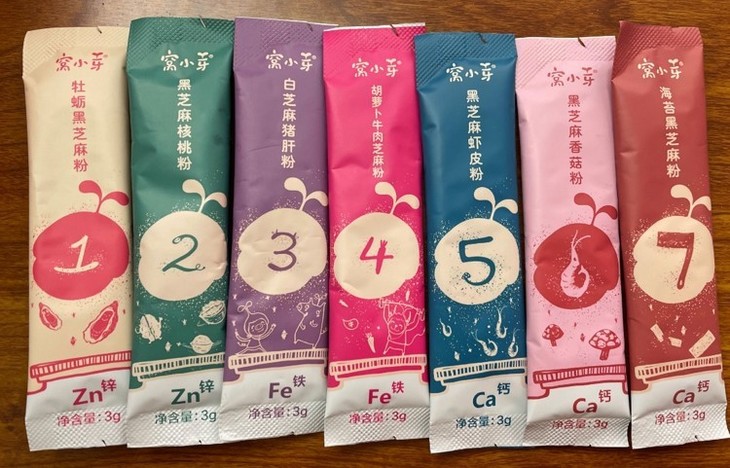 窝小芽®
牡蛎黑芝麻粉
1
Zn锌
净含量:3g
窝小芽®
黑芝麻核桃粉
2
Zn锌
净含量:3g
窝小芽®
白芝麻猪肝粉
3
Fe铁
净含量:3g
窝小芽®
胡萝卜牛肉芝麻粉
4
Fe铁
净含量:3g
窝小芽®
黑芝麻虾皮粉
5
Ca钙
净含量:3g
窝小芽®
黑芝麻香菇粉
6
Ca钙
净含量:3g
窝小芽®
海苔黑芝麻粉
7
Ca钙
净含量:3g